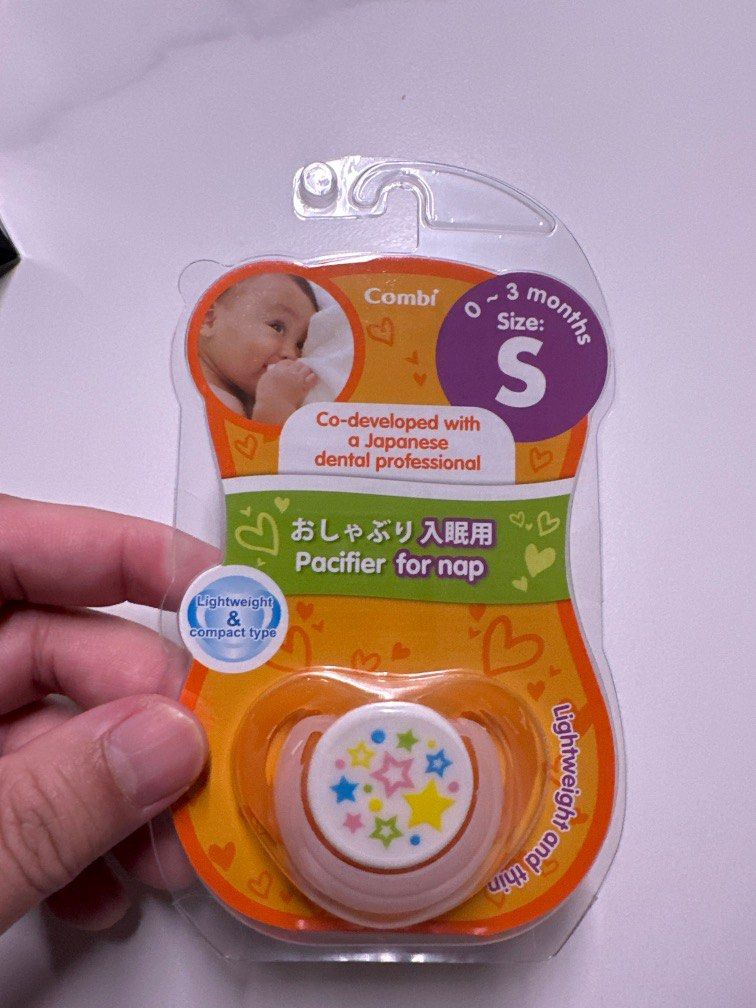 Combi
0 ~ 3 months
Size:
S
Co-developed with
a Japanese
dental professional
おしゃぶり入眠用
Pacifier for nap
Lightweight
&
compact type
Lightweight and thin